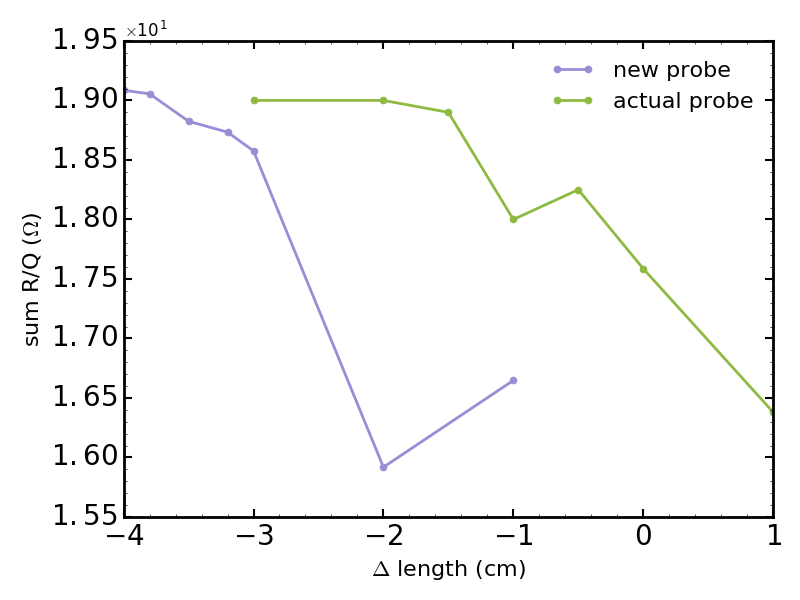 ×10¹
1.95
1.90
1.85
1.80
1.75
1.70
1.65
1.60
1.55
sum R/Q (Ω)
new probe
actual probe
−4 −3 −2 −1 0 1
Δ length (cm)